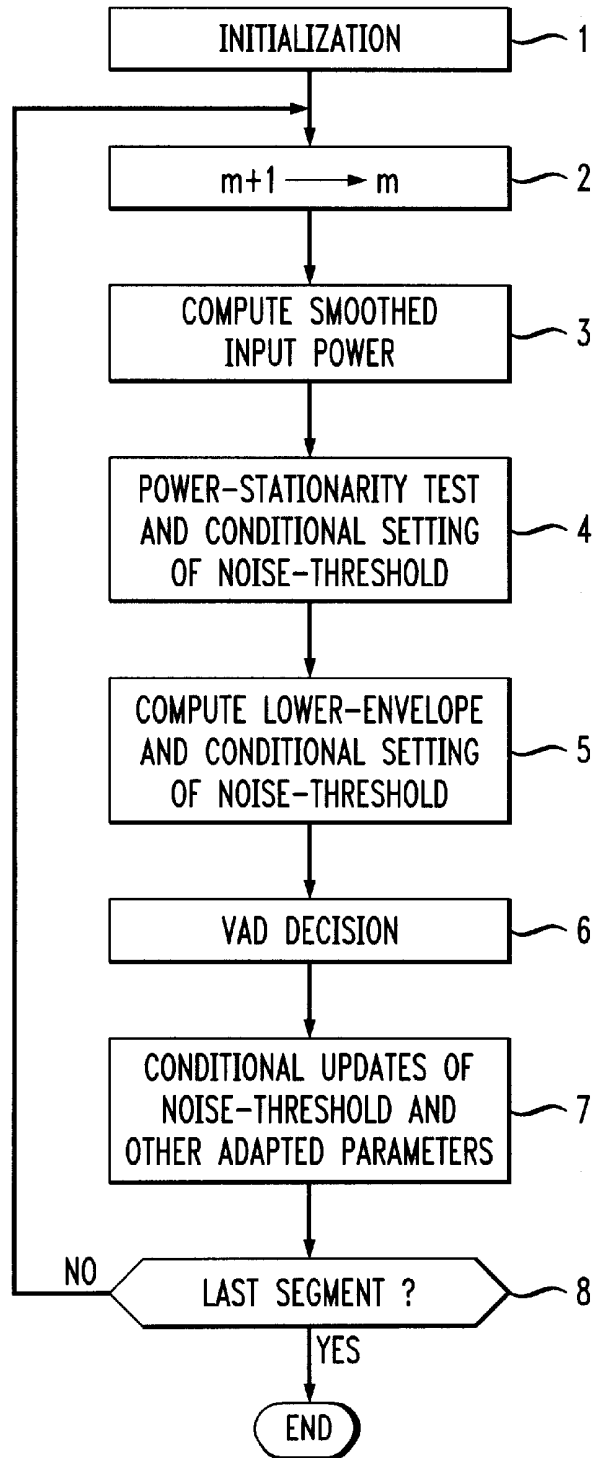 INITIALIZATION 1
m+1 ⟶ m 2
COMPUTE SMOOTHED
INPUT POWER
3
POWER-STATIONARITY TEST
AND CONDITIONAL SETTING
OF NOISE-THRESHOLD
4
COMPUTE LOWER-ENVELOPE
AND CONDITIONAL SETTING
OF NOISE-THRESHOLD
5
VAD DECISION 6
CONDITIONAL UPDATES OF
NOISE-THRESHOLD AND
OTHER ADAPTED PARAMETERS
7
NO
LAST SEGMENT ? 8
YES
END